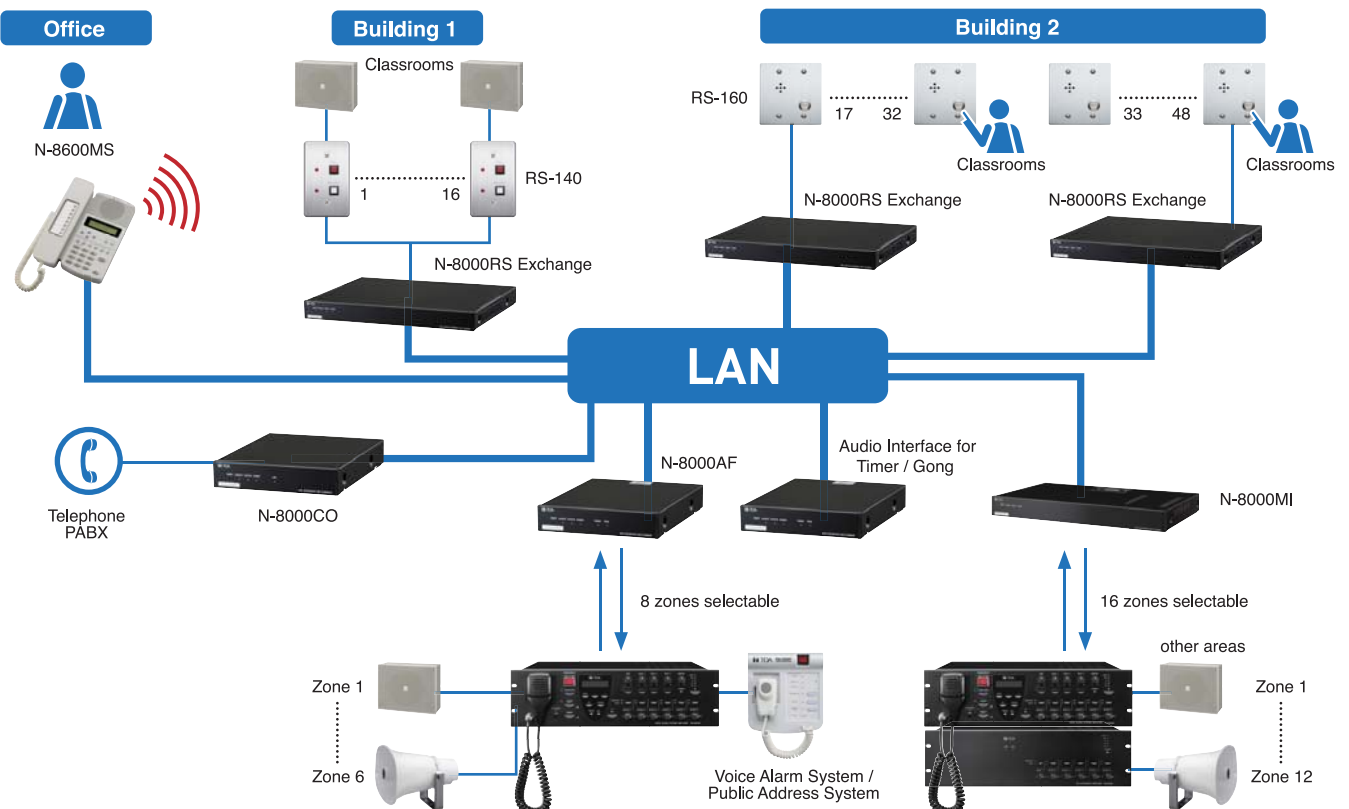 Office
Building 1
Building 2
Classrooms
RS-160
17
32
33
48
N-8600MS
1
16
RS-140
Classrooms
Classrooms
N-8000RS Exchange
N-8000RS Exchange
N-8000RS Exchange
LAN
Telephone
PABX
N-8000CO
N-8000AF
Audio Interface for
Timer / Gong
N-8000MI
8 zones selectable
16 zones selectable
Zone 1
Zone 6
TOA
Voice Alarm System /
Public Address System
other areas
Zone 1
Zone 12